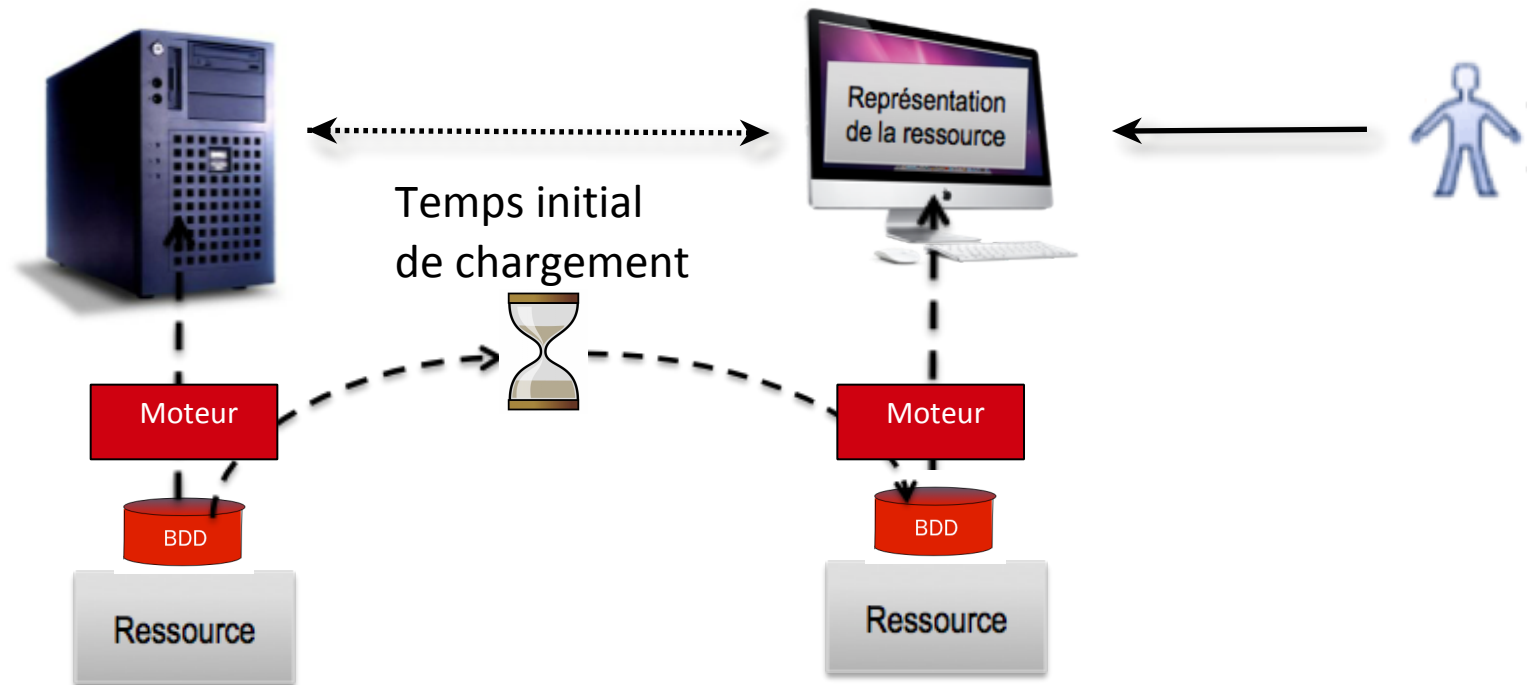 Représentation
de la ressource
Temps initial
de chargement
Moteur
Moteur
BDD
BDD
Ressource
Ressource